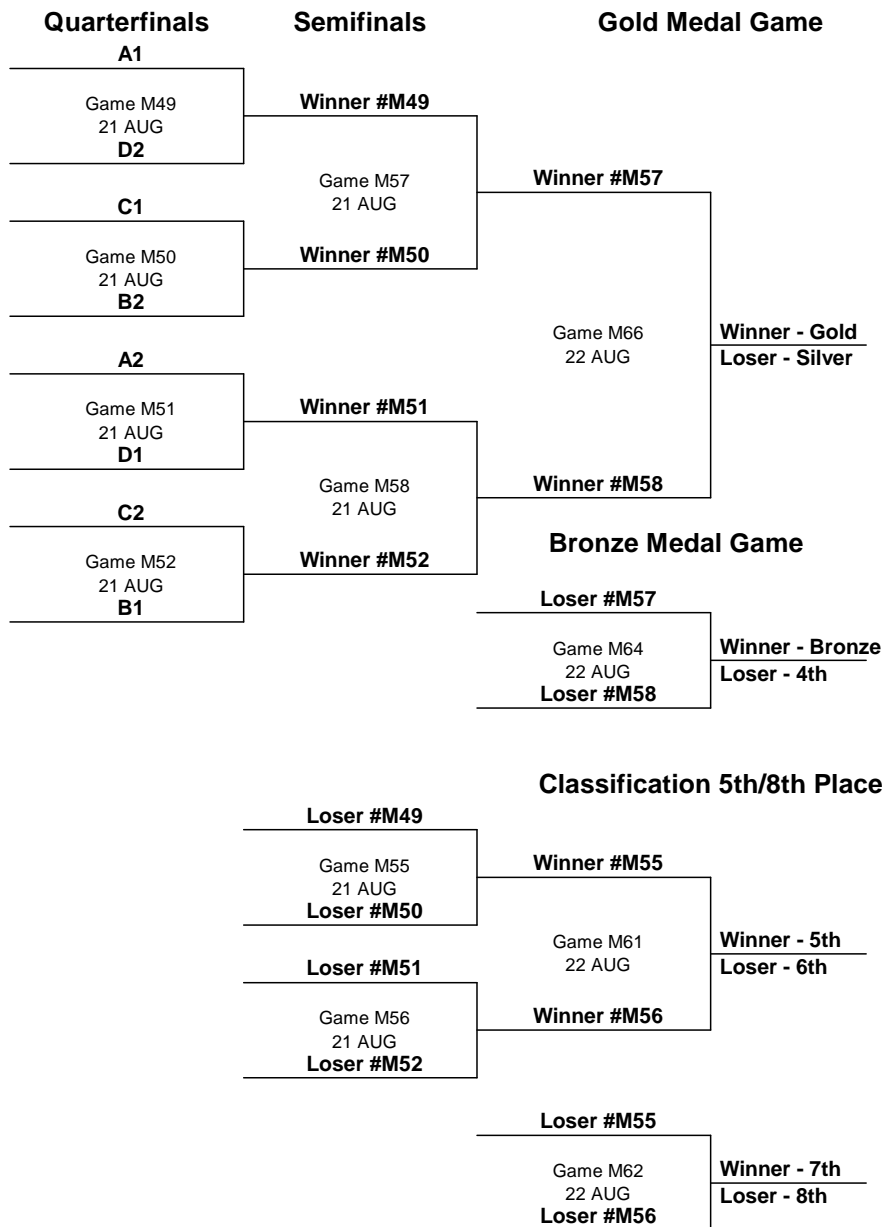 Quarterfinals Semifinals Gold Medal Game
A1
Game M49
21 AUG
D2
Winner #M49
Game M57
21 AUG
Winner #M57
C1
Game M50
21 AUG
B2
Winner #M50
Game M66
22 AUG
Winner - Gold
Loser - Silver
A2
Game M51
21 AUG
D1
Winner #M51
Game M58
21 AUG
Winner #M58
C2
Game M52
21 AUG
B1
Winner #M52
Bronze Medal Game
Loser #M57
Game M64
22 AUG
Loser #M58
Winner - Bronze
Loser - 4th
Classification 5th/8th Place
Loser #M49
Game M55
21 AUG
Loser #M50
Winner #M55
Game M61
22 AUG
Winner - 5th
Loser - 6th
Loser #M51
Game M56
21 AUG
Loser #M52
Winner #M56
Loser #M55
Game M62
22 AUG
Loser #M56
Winner - 7th
Loser - 8th